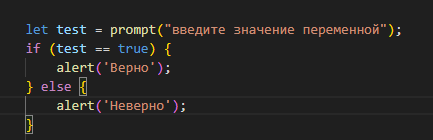 let test = prompt("введите значение переменной");
if (test == true) {
    alert('Верно');
} else {
    alert('Неверно');
}